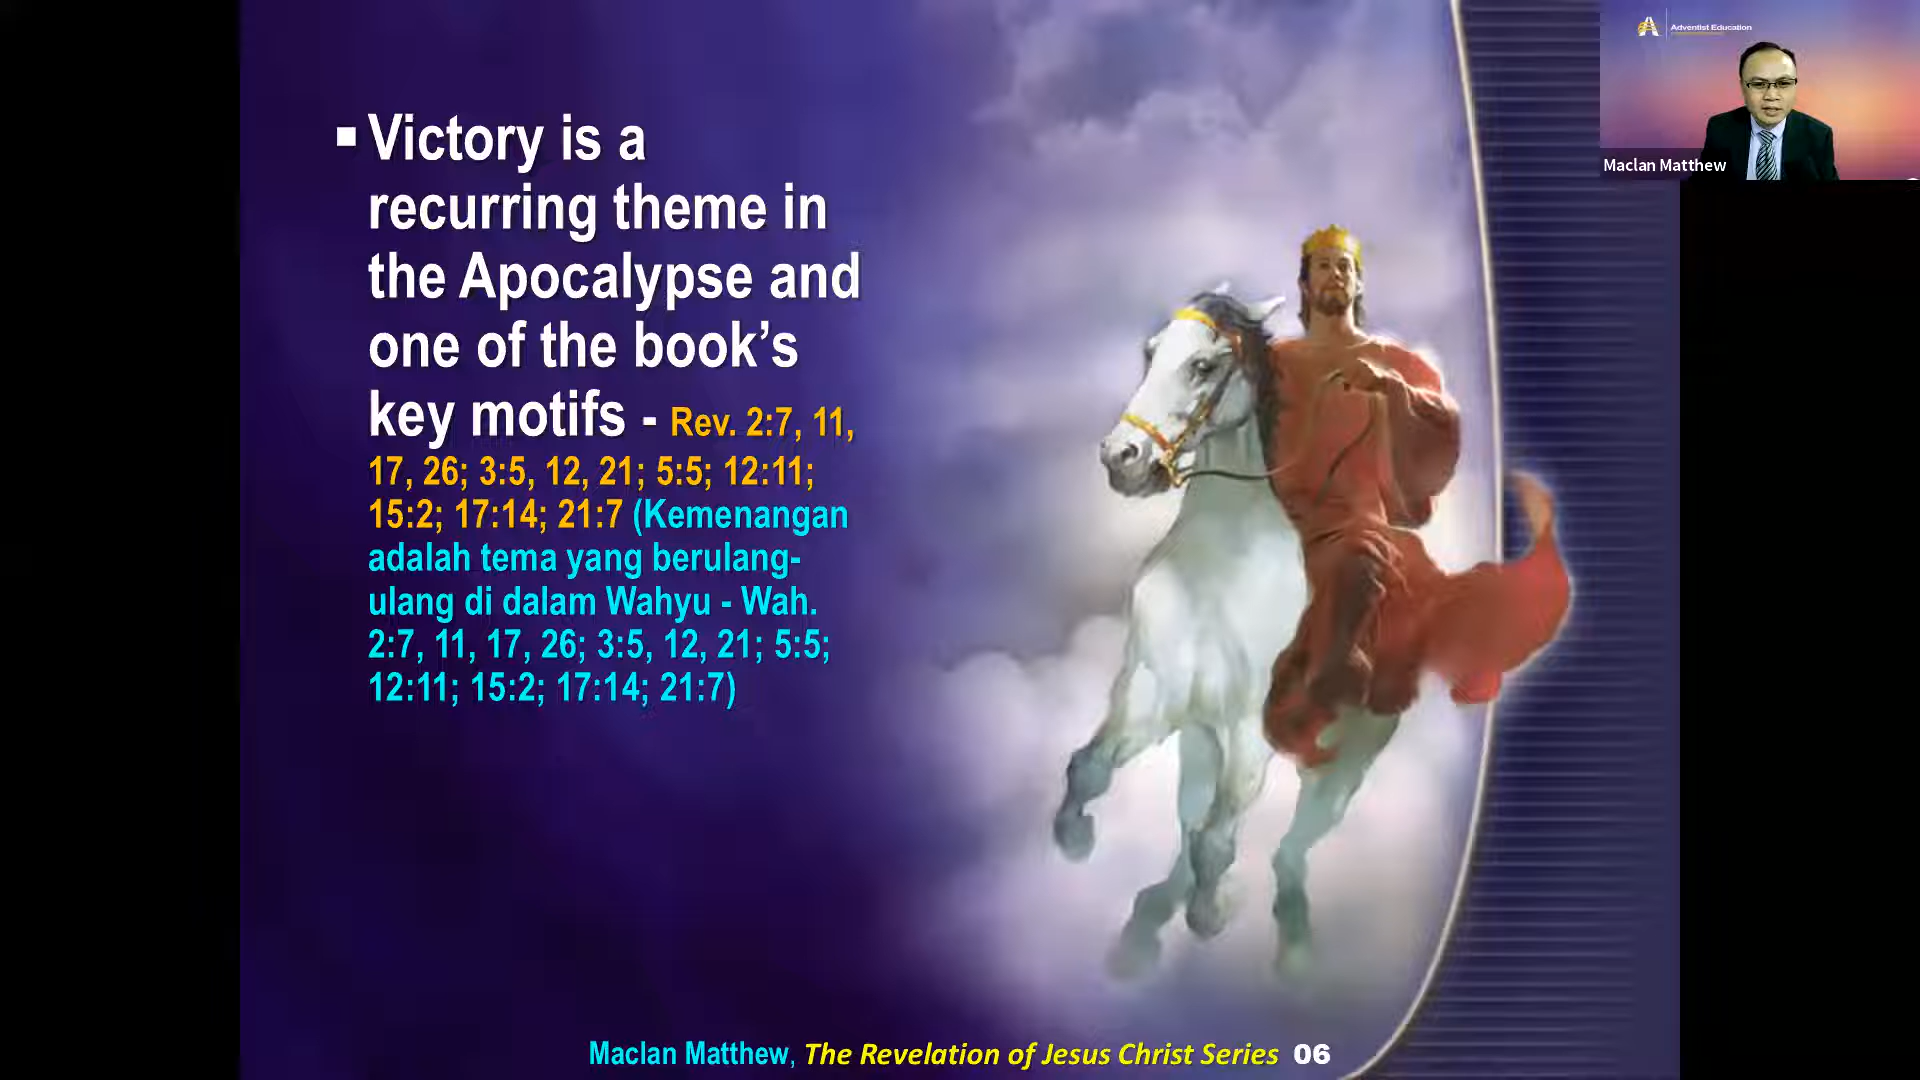 Adventist Education
Maclan Matthew
▪ Victory is a
recurring theme in
the Apocalypse and
one of the book’s
key motifs - Rev. 2:7, 11,
17, 26; 3:5, 12, 21; 5:5; 12:11;
15:2; 17:14; 21:7 (Kemenangan
adalah tema yang berulang-
ulang di dalam Wahyu - Wah.
2:7, 11, 17, 26; 3:5, 12, 21; 5:5;
12:11; 15:2; 17:14; 21:7)
Maclan Matthew, The Revelation of Jesus Christ Series 06